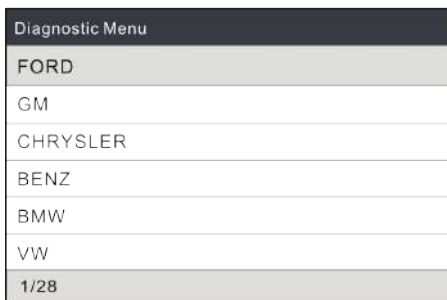 Diagnostic Menu
FORD
GM
CHRYSLER
BENZ
BMW
VW
1/28